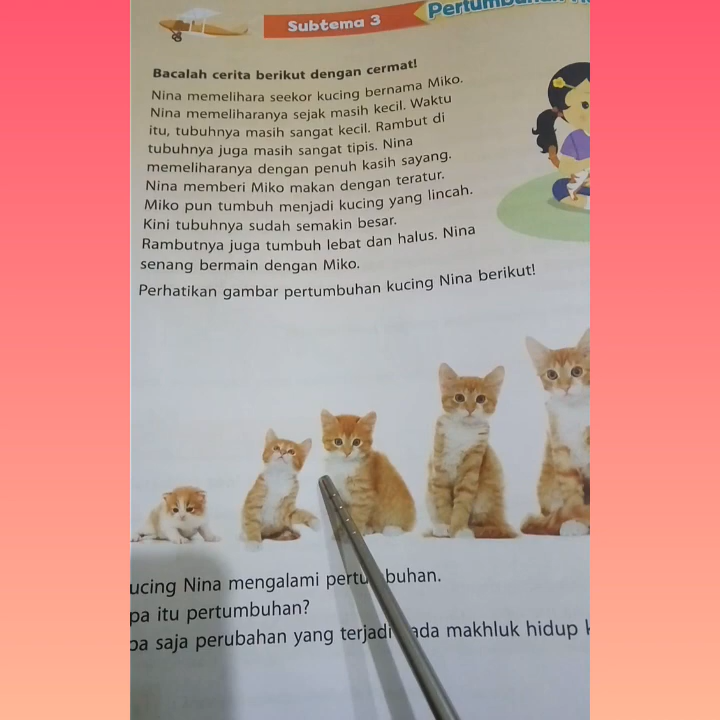 Subtema 3
Bacalah cerita berikut dengan cermat!
Nina memelihara seekor kucing bernama Miko.
Nina memeliharanya sejak masih kecil. Waktu
itu, tubuhnya masih sangat kecil. Rambut di
tubuhnya juga masih sangat tipis. Nina
memeliharanya dengan penuh kasih sayang.
Nina memberi Miko makan dengan teratur.
Miko pun tumbuh menjadi kucing yang lincah.
Kini tubuhnya sudah semakin besar.
Rambutnya juga tumbuh lebat dan halus. Nina
senang bermain dengan Miko.
Perhatikan gambar pertumbuhan kucing Nina berikut!
ucing Nina mengalami pertu buhan.
pa itu pertumbuhan?
pa saja perubahan yang terjadi ada makhluk hidup